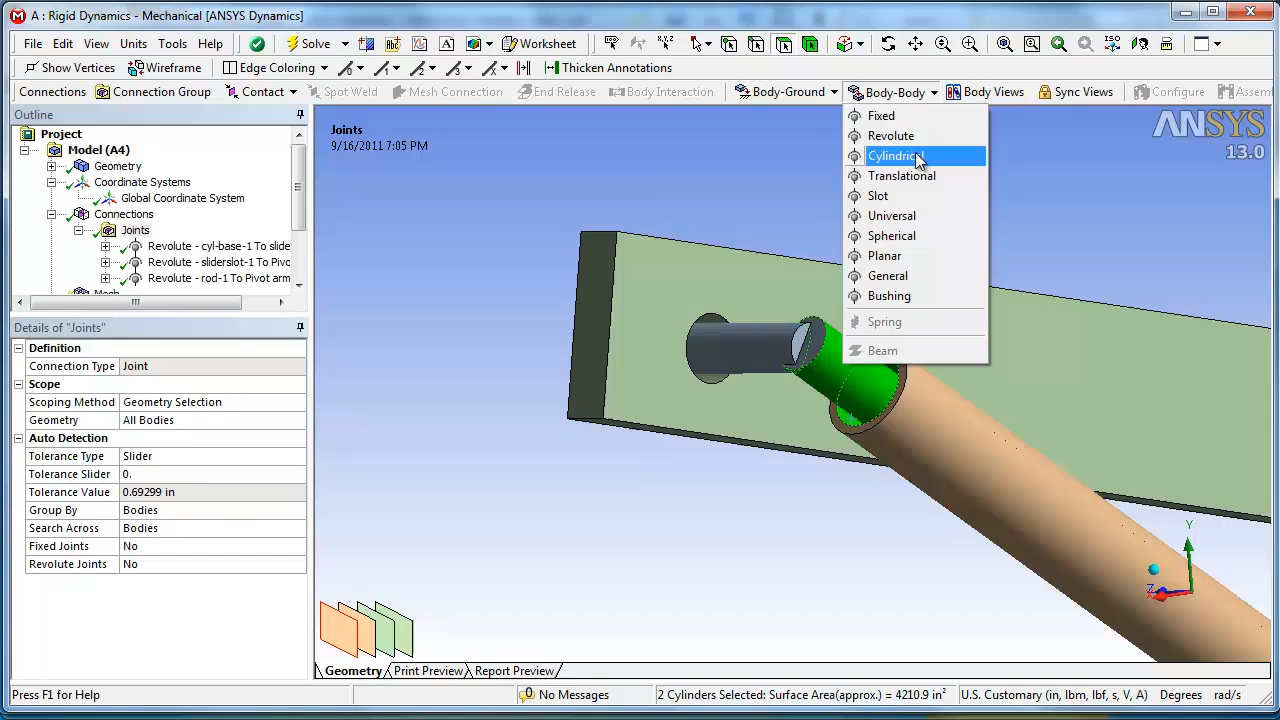 A : Rigid Dynamics - Mechanical [ANSYS Dynamics]
File Edit View Units Tools Help Solve Worksheet
Show Vertices Wireframe Edge Coloring Thicken Annotations
Connections Connection Group Contact Spot Weld Mesh Connection End Release Body Interaction Body-Ground Body-Body Body Views Sync Views Configure Assem
Outline
Project
Model (A4)
Geometry
Coordinate Systems
Global Coordinate System
Connections
Joints
Revolute - cyl-base-1 To slide
Revolute - sliderslot-1 To Pivot
Revolute - rod-1 To Pivot arm
Details of "Joints"
Definition
Connection Type Joint
Scope
Scoping Method Geometry Selection
Geometry All Bodies
Auto Detection
Tolerance Type Slider
Tolerance Slider 0.
Tolerance Value 0.69299 in
Group By Bodies
Search Across Bodies
Fixed Joints No
Revolute Joints No
Joints
9/16/2011 7:05 PM
Fixed
Revolute
Cylindrical
Translational
Slot
Universal
Spherical
Planar
General
Bushing
Spring
Beam
ANSYS
13.0
Y
Z
Geometry Print Preview Report Preview
Press F1 for Help 0 No Messages 2 Cylinders Selected: Surface Area(approx.) = 4210.9 in² U.S. Customary (in, lbm, lbf, s, V, A) Degrees rad/s